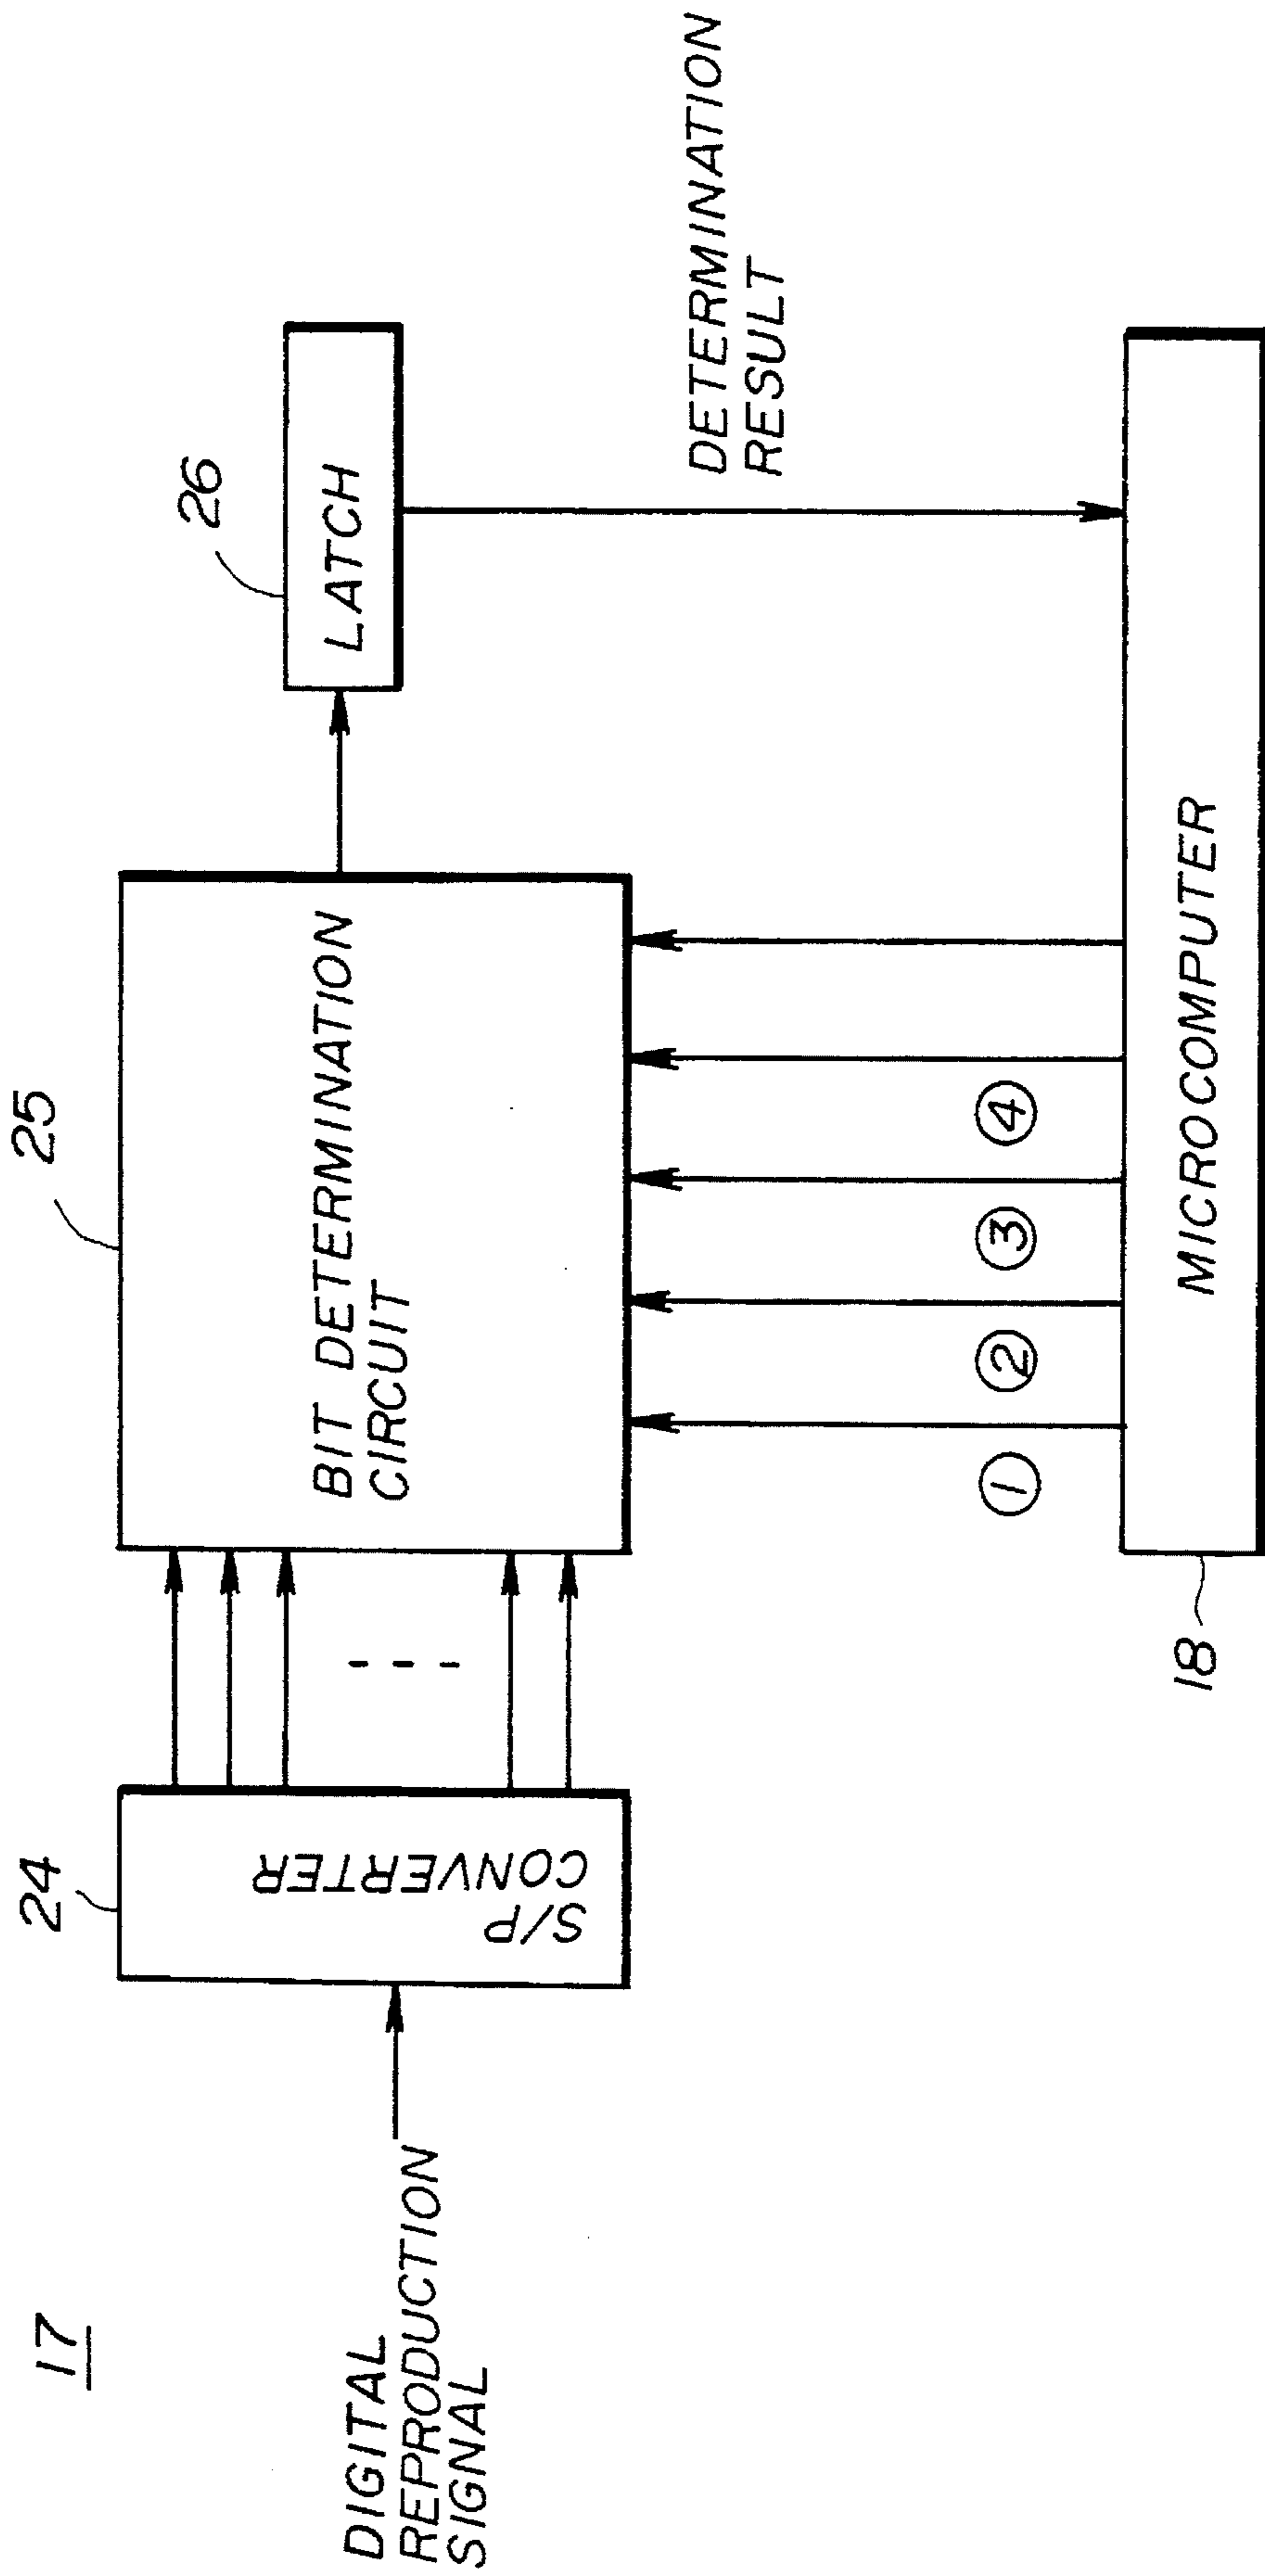 17
24
25
26
DIGITAL
REPRODUCTION
SIGNAL
S/P
CONVERTER
BIT DETERMINATION
CIRCUIT
LATCH
DETERMINATION
RESULT
①
②
③
④
18
MICROCOMPUTER